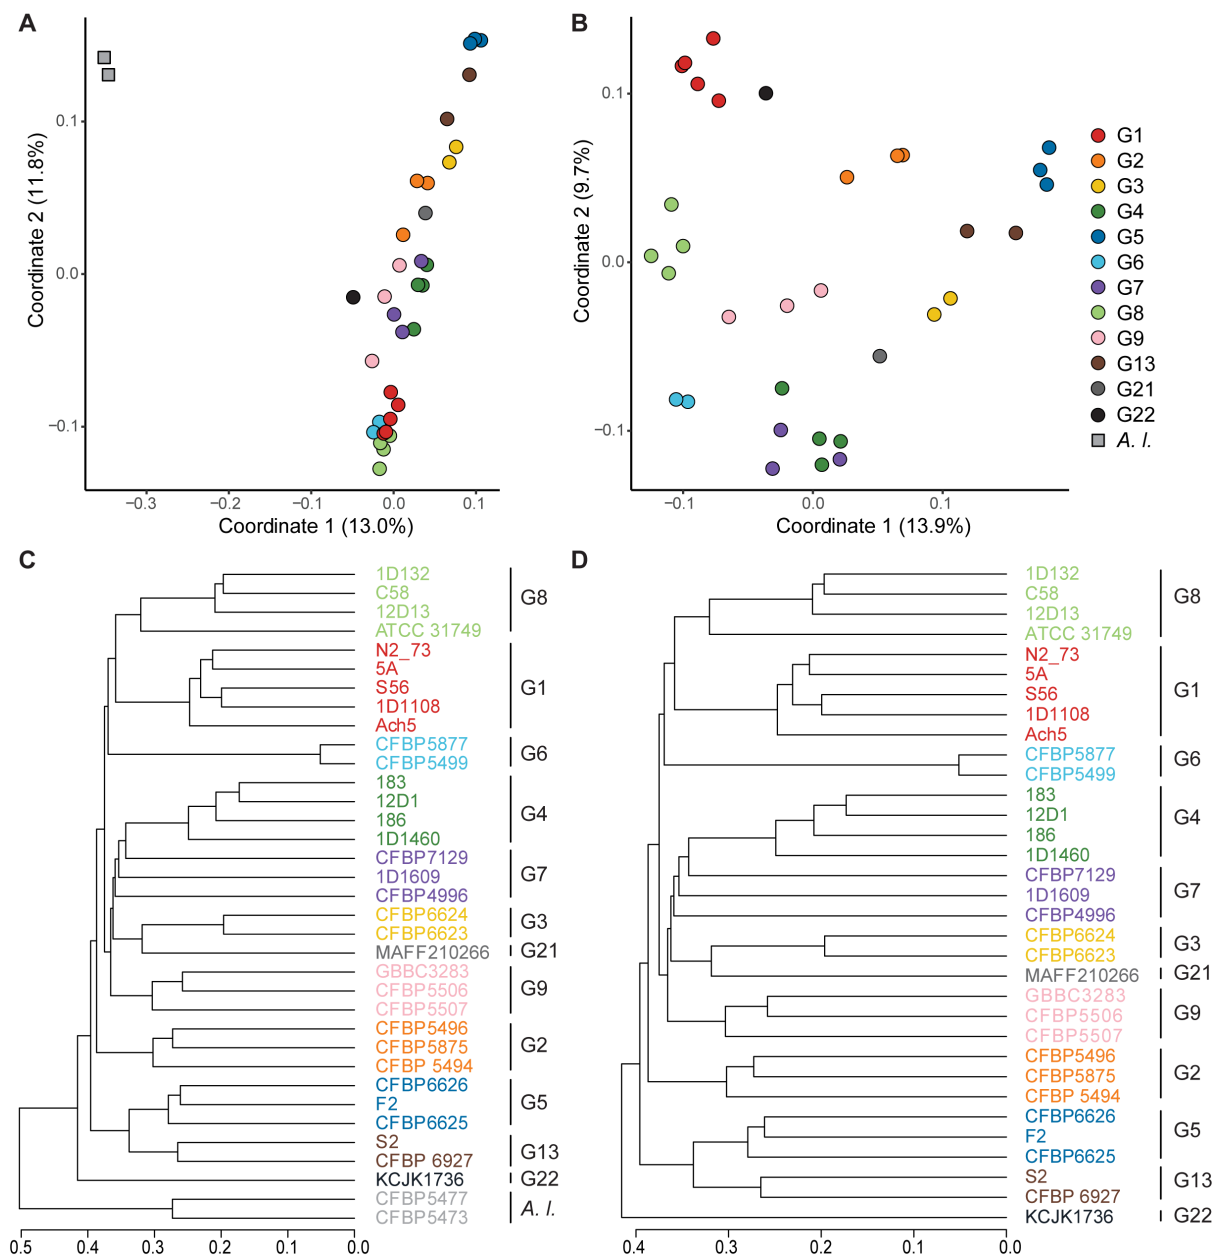 A
Coordinate 2 (11.8%)
0.1
0.0
−0.1
−0.3
−0.2
−0.1
0.0
0.1
Coordinate 1 (13.0%)
B
Coordinate 2 (9.7%)
0.1
0.0
−0.1
−0.1
0.0
0.1
Coordinate 1 (13.9%)
G1
G2
G3
G4
G5
G6
G7
G8
G9
G13
G21
G22
A. l.
C
1D132
C58
12D13
ATCC 31749
N2_73
5A
S56
1D1108
Ach5
CFBP5877
CFBP5499
183
12D1
186
1D1460
CFBP7129
1D1609
CFBP4996
CFBP6624
CFBP6623
MAFF210266
GBBC3283
CFBP5506
CFBP5507
CFBP5496
CFBP5875
CFBP 5494
CFBP6626
F2
CFBP6625
S2
CFBP 6927
KCJK1736
CFBP5477
CFBP5473
G8
G1
G6
G4
G7
G3
G21
G9
G2
G5
G13
G22
A. l.
0.5
0.4
0.3
0.2
0.1
0.0
D
1D132
C58
12D13
ATCC 31749
N2_73
5A
S56
1D1108
Ach5
CFBP5877
CFBP5499
183
12D1
186
1D1460
CFBP7129
1D1609
CFBP4996
CFBP6624
CFBP6623
MAFF210266
GBBC3283
CFBP5506
CFBP5507
CFBP5496
CFBP5875
CFBP 5494
CFBP6626
F2
CFBP6625
S2
CFBP 6927
KCJK1736
G8
G1
G6
G4
G7
G3
G21
G9
G2
G5
G13
G22
0.4
0.3
0.2
0.1
0.0